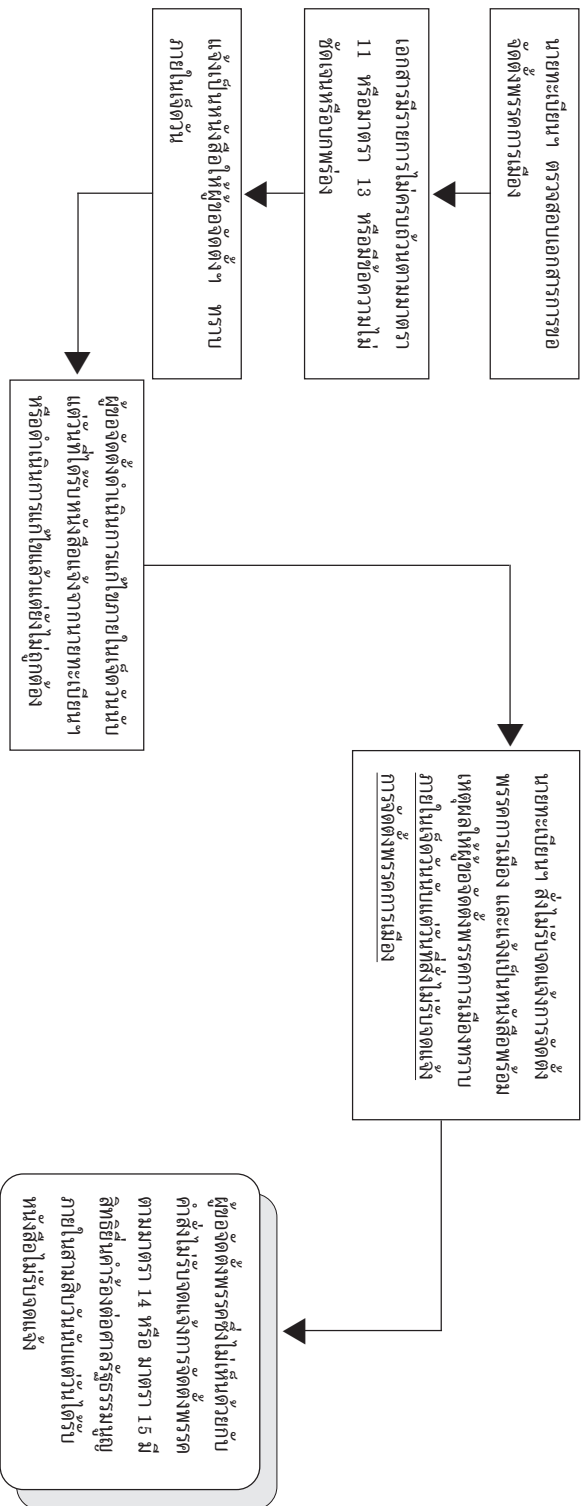 นายทะเบียนฯ ตรวจสอบเอกสารการขอ
จัดตั้งพรรคการเมือง
เอกสารมีรายการไม่ครบถ้วนตามมาตรา
11 หรือมาตรา 13 หรือมีข้อความไม่
ชัดเจนหรือบกพร่อง
แจ้งเป็นหนังสือให้ผู้ขอจัดตั้งฯ ทราบ
ภายในเจ็ดวัน
ผู้ขอจัดตั้งดำเนินการแก้ไขภายในเจ็ดวันนับ
แต่วันที่ได้รับหนังสือแจ้งจากนายทะเบียนฯ
หรือดำเนินการแก้ไขแล้วแต่ยังไม่ถูกต้อง
นายทะเบียนฯ สั่งไม่รับจดแจ้งการจัดตั้ง
พรรคการเมือง และแจ้งเป็นหนังสือพร้อม
เหตุผลให้ผู้ขอจัดตั้งพรรคการเมืองทราบ
ภายในเจ็ดวันนับแต่วันที่สั่งไม่รับจดแจ้ง
การจัดตั้งพรรคการเมือง
ผู้ขอจัดตั้งพรรคซึ่งไม่เห็นด้วยกับ
คำสั่งไม่รับจดแจ้งการจัดตั้งพรรค
ตามมาตรา 14 หรือ มาตรา 15 มี
สิทธิยื่นคำร้องต่อศาลรัฐธรรมนูญ
ภายในสามสิบวันนับแต่วันได้รับ
หนังสือไม่รับจดแจ้ง